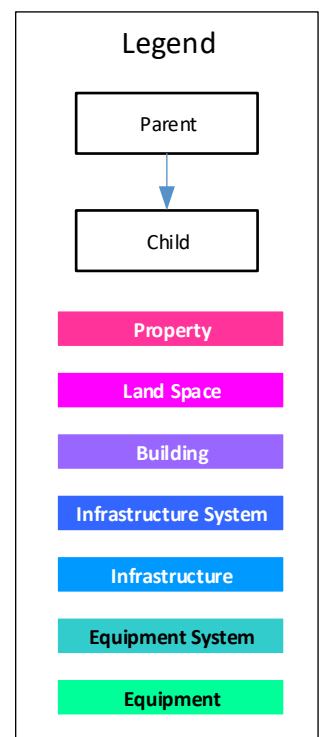 Legend
Parent
Child
Property
Land Space
Building
Infrastructure System
Infrastructure
Equipment System
Equipment